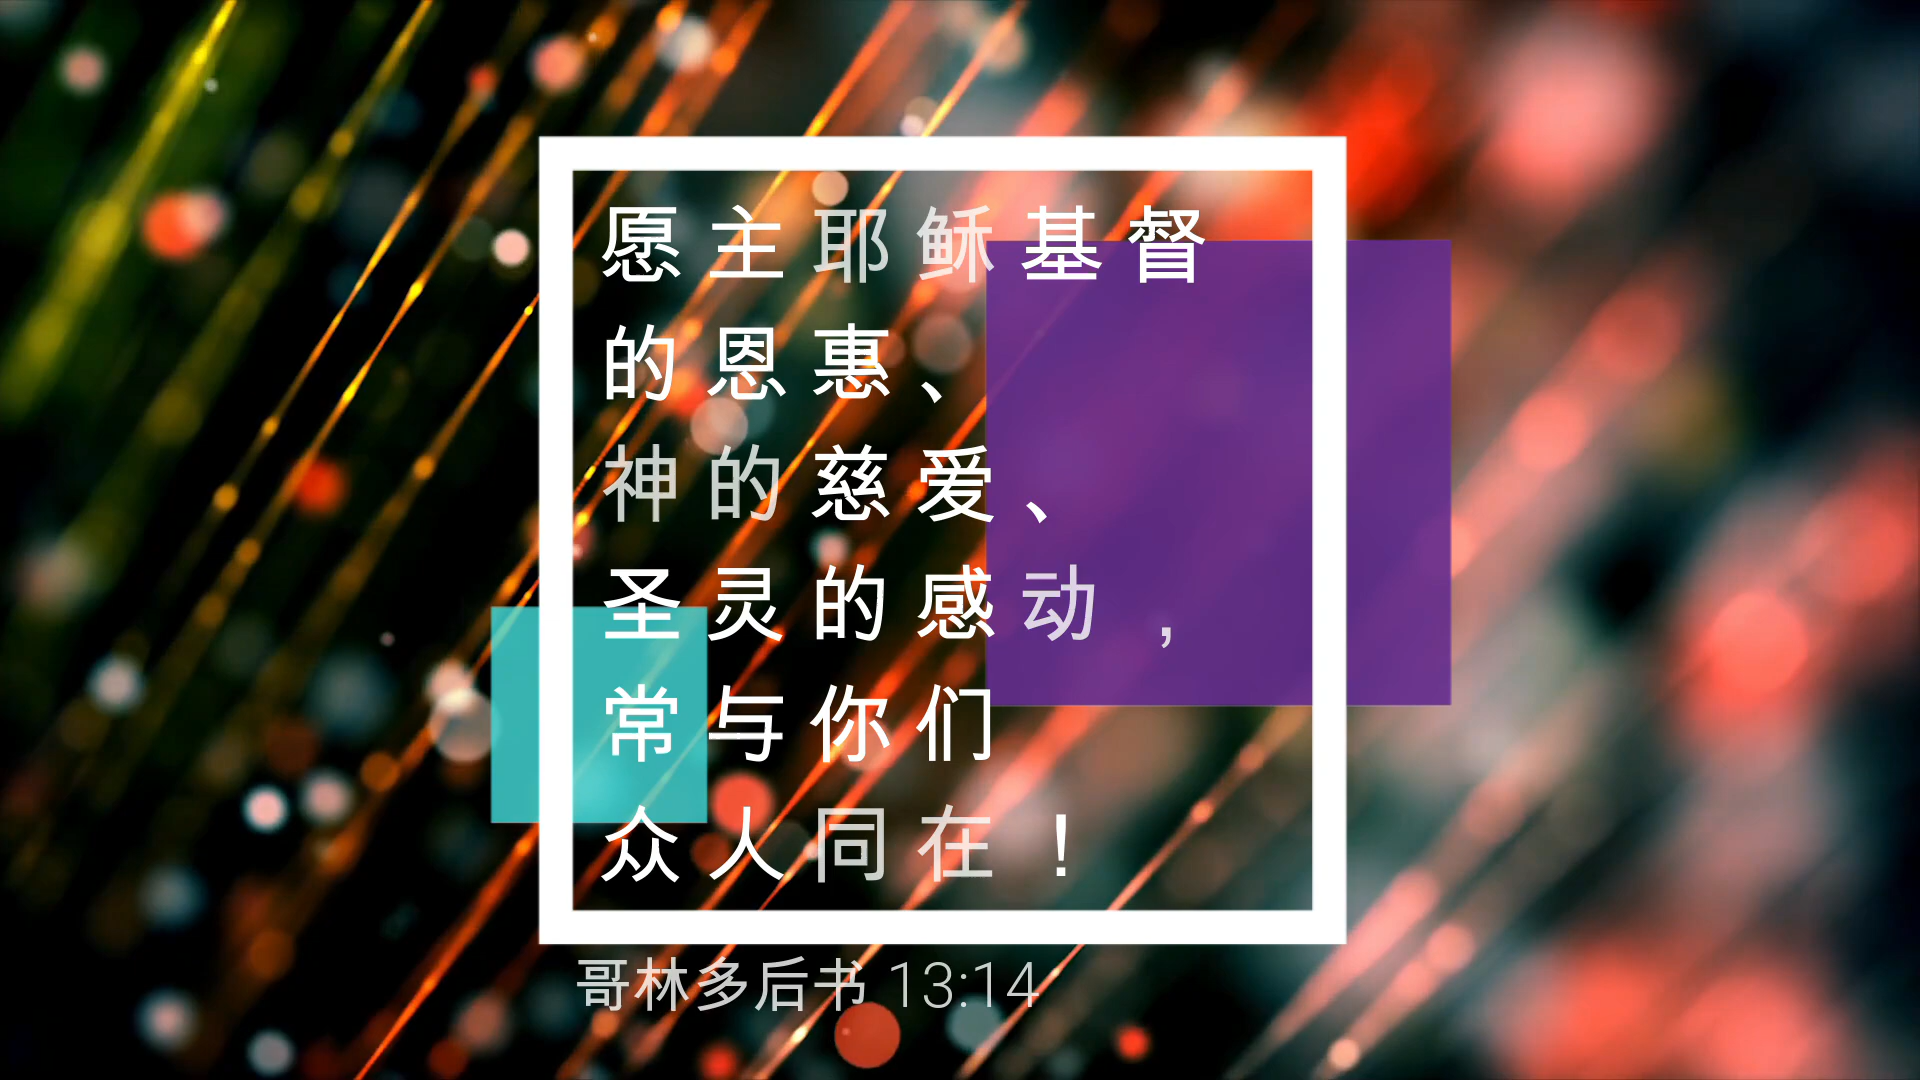 愿主耶稣基督
的恩惠、
神的慈爱、
圣灵的感动，
常与你们
众人同在！
哥林多后书 13:14